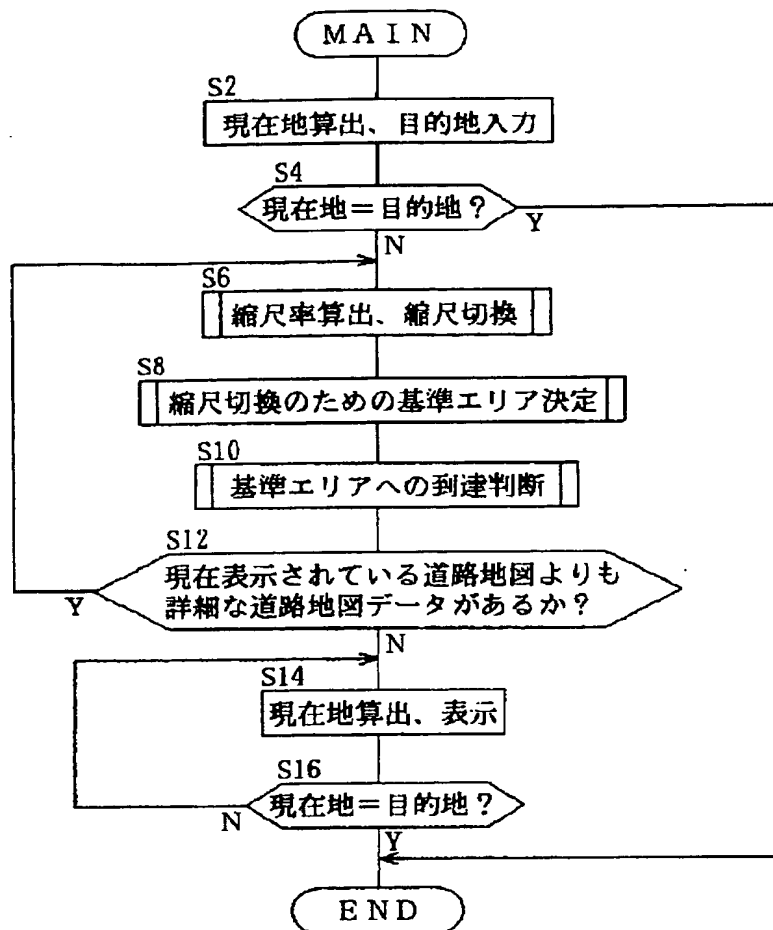 MAIN
S2
現在地算出、目的地入力
S4
現在地＝目的地？
Y
N
S6
縮尺率算出、縮尺切換
S8
縮尺切換のための基準エリア決定
S10
基準エリアへの到達判断
S12
現在表示されている道路地図よりも
詳細な道路地図データがあるか？
Y
N
S14
現在地算出、表示
S16
現在地＝目的地？
N
Y
END